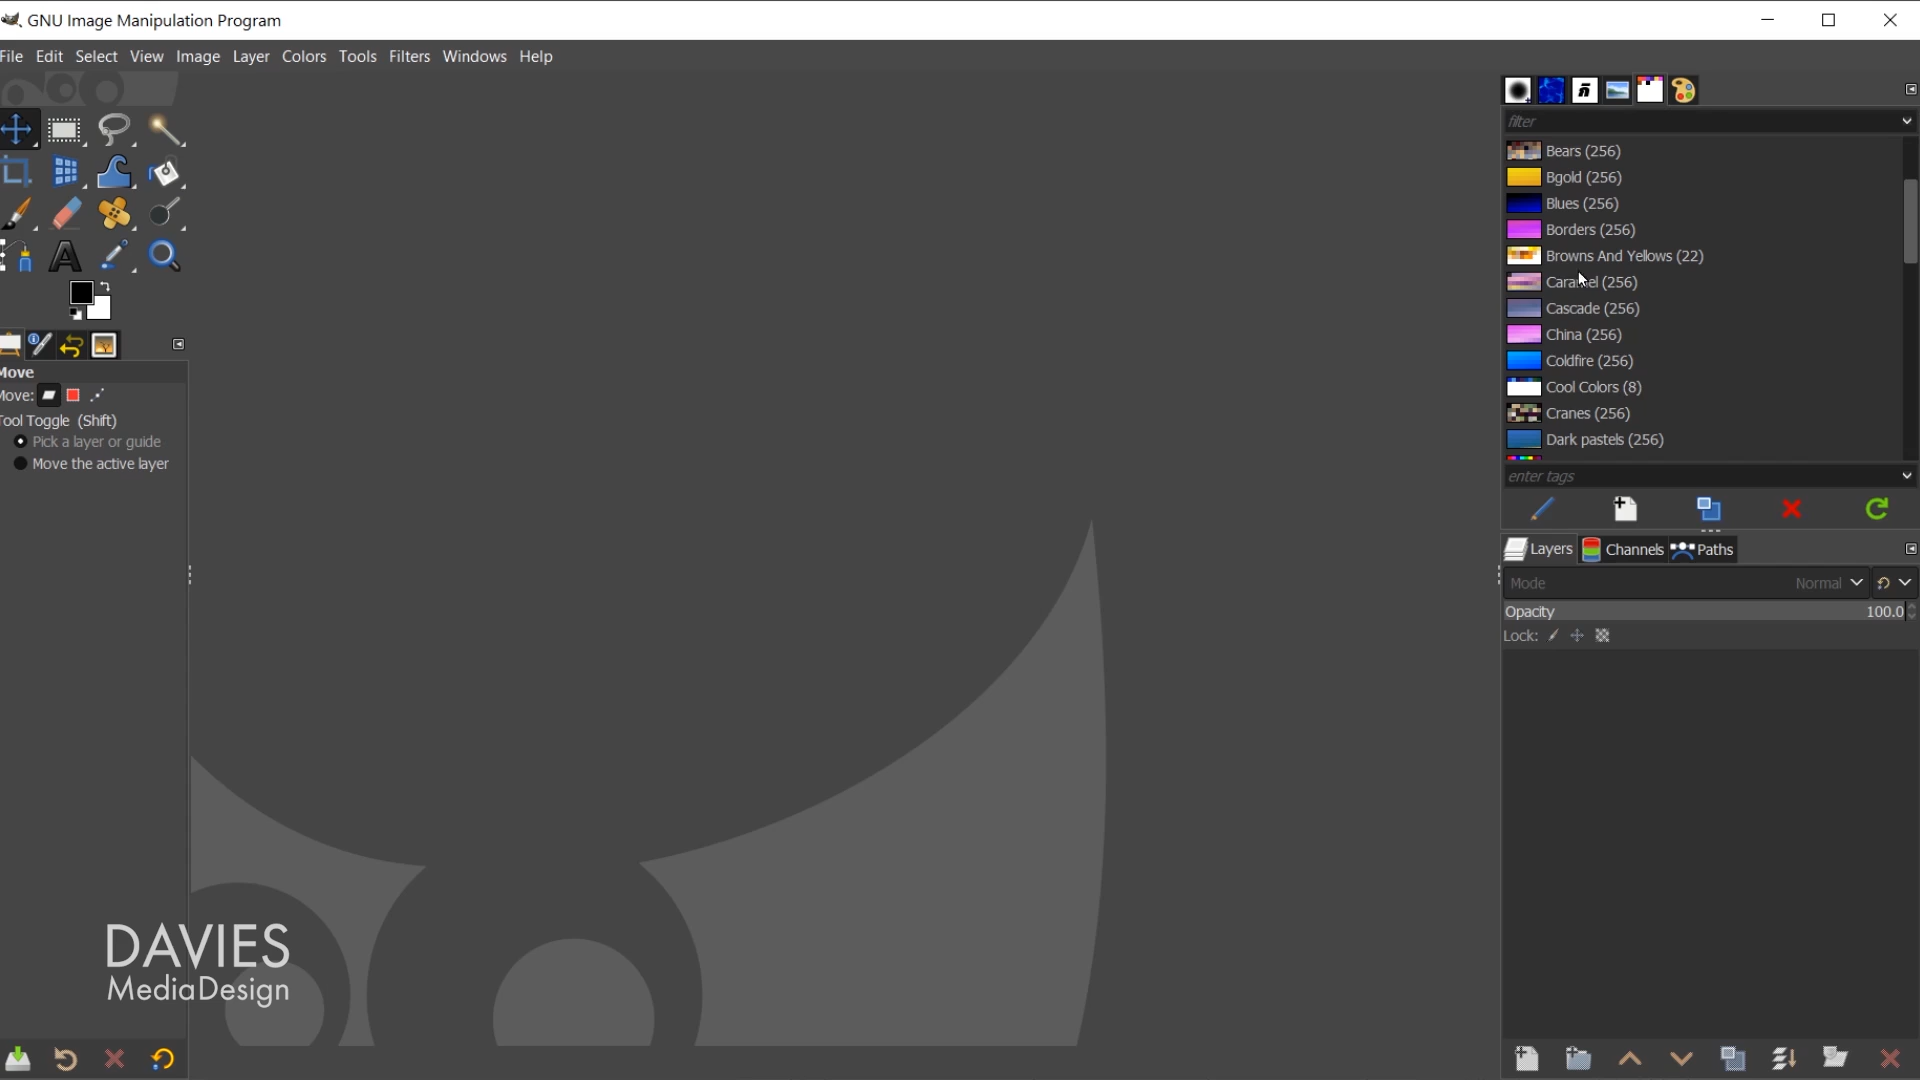 GNU Image Manipulation Program
File Edit Select View Image Layer Colors Tools Filters Windows Help
filter
Bears (256)
Bgold (256)
Blues (256)
Borders (256)
Browns And Yellows (22)
Caramel (256)
Cascade (256)
China (256)
Coldfire (256)
Cool Colors (8)
Cranes (256)
Dark pastels (256)
enter tags
Move
Move:
Tool Toggle (Shift)
Pick a layer or guide
Move the active layer
Layers Channels Paths
Mode Normal
Opacity 100.0
Lock:
DAVIES
MediaDesign